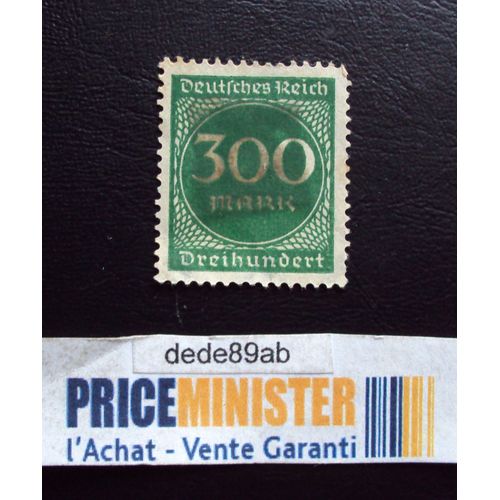 Deutsches Reich
300
MARK
Dreihundert
dede89ab
PRICEMINISTER
l'Achat - Vente Garanti